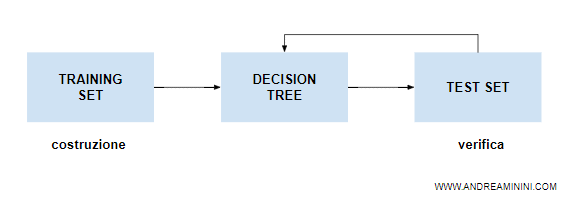 TRAINING
SET
DECISION
TREE
TEST SET
costruzione
verifica
WWW.ANDREAMININI.COM